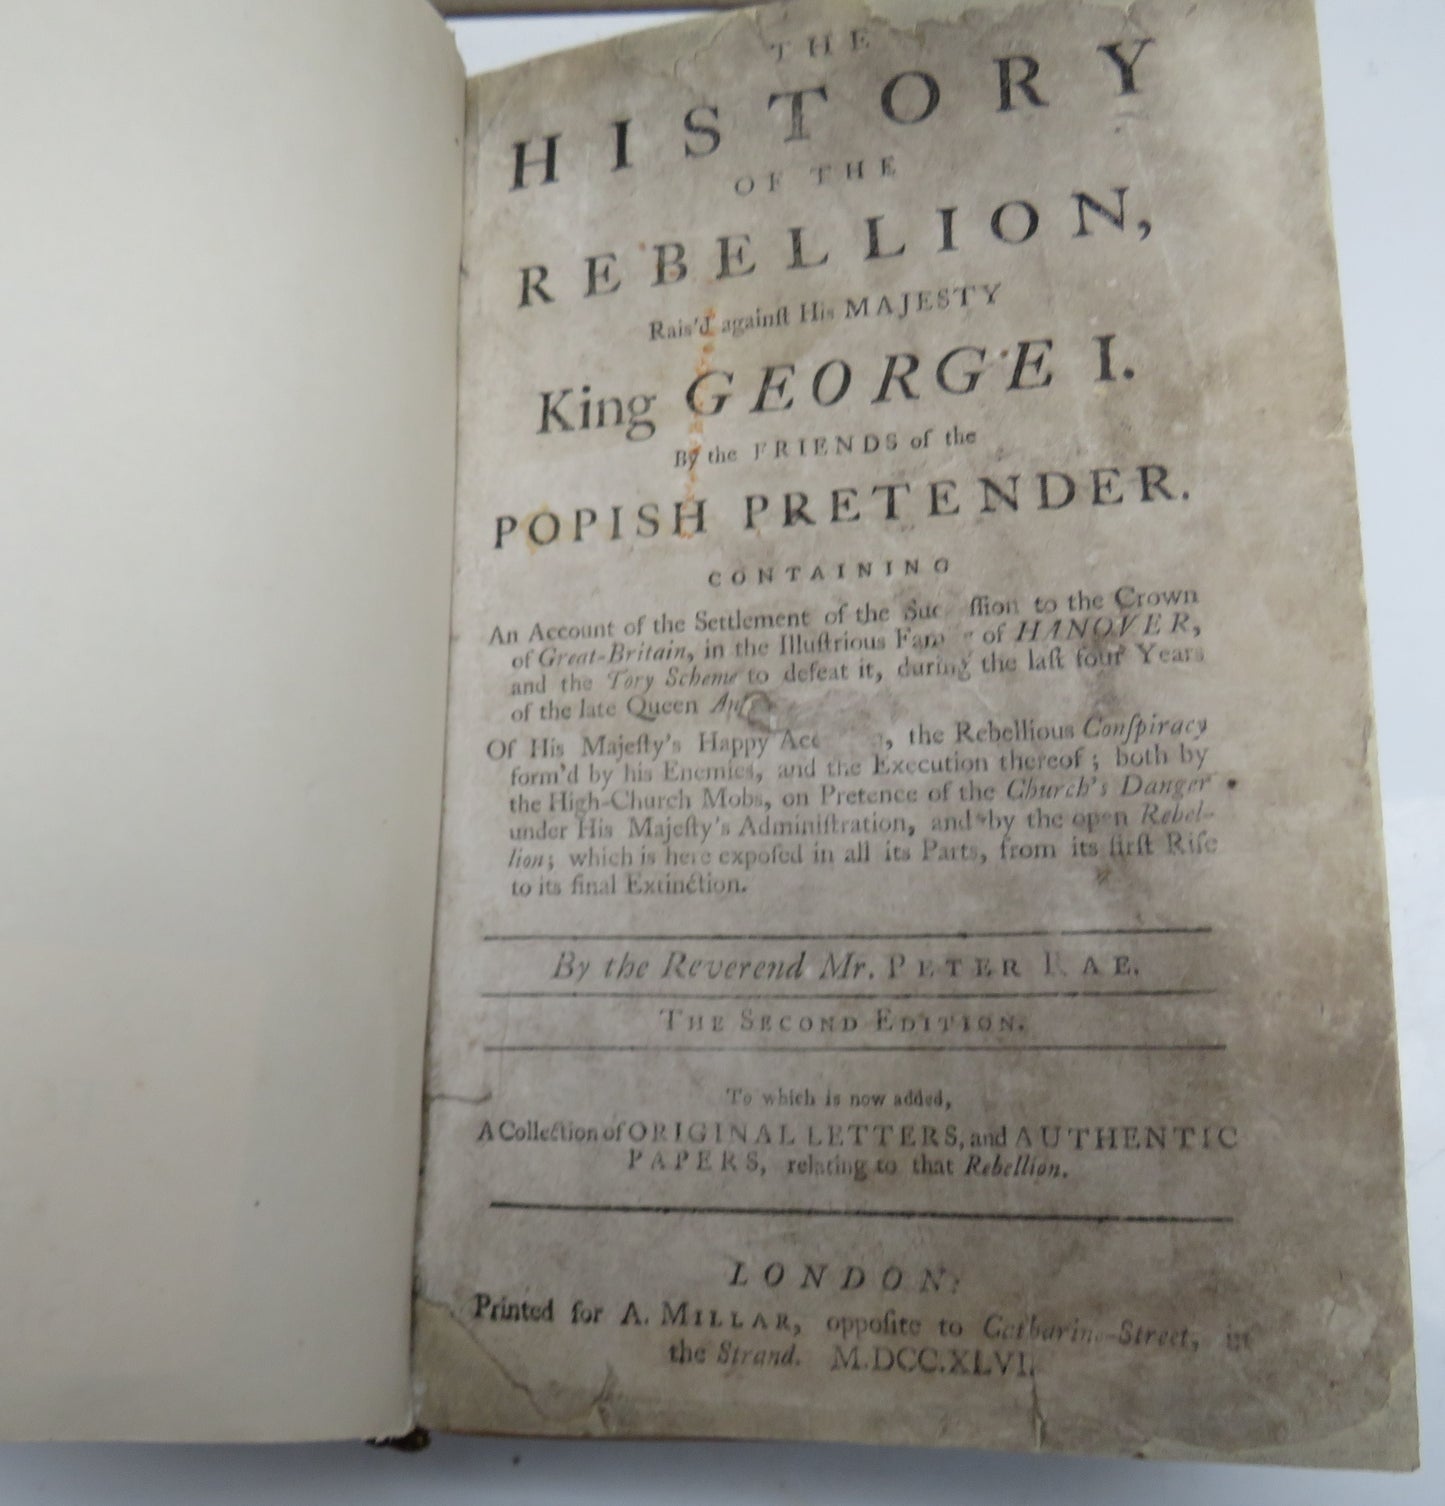 THE
HISTORY
OF THE
REBELLION,
Rais'd againſt His MAJESTY
King GEORGE I.
By the FRIENDS of the
POPISH PRETENDER.
CONTAINING
An Account of the Settlement of the to the Crown
of Great-Britain, in the Illuſtrious of HANOVER,
and the Tory Scheme to defeat it, during the laſt four Years
of the late Queen
Of His Majeſty's Happy , the Rebellious Conſpiracy
form'd by his Enemies, and the Execution thereof; both by
the High-Church Mobs, on Pretence of the Church's Danger
under His Majeſty's Adminiſtration, and by the open Rebel-
lion; which is here expoſed in all its Parts, from its firſt Riſe
to its final Extinction.
By the Reverend Mr. PETER RAE.
THE SECOND EDITION.
To which is now added,
A Collection of ORIGINAL LETTERS, and AUTHENTIC
PAPERS, relating to that Rebellion.
LONDON:
Printed for A. MILLAR, oppoſite to Catharine-Street, in
the Strand. M.DCC.XLVI.